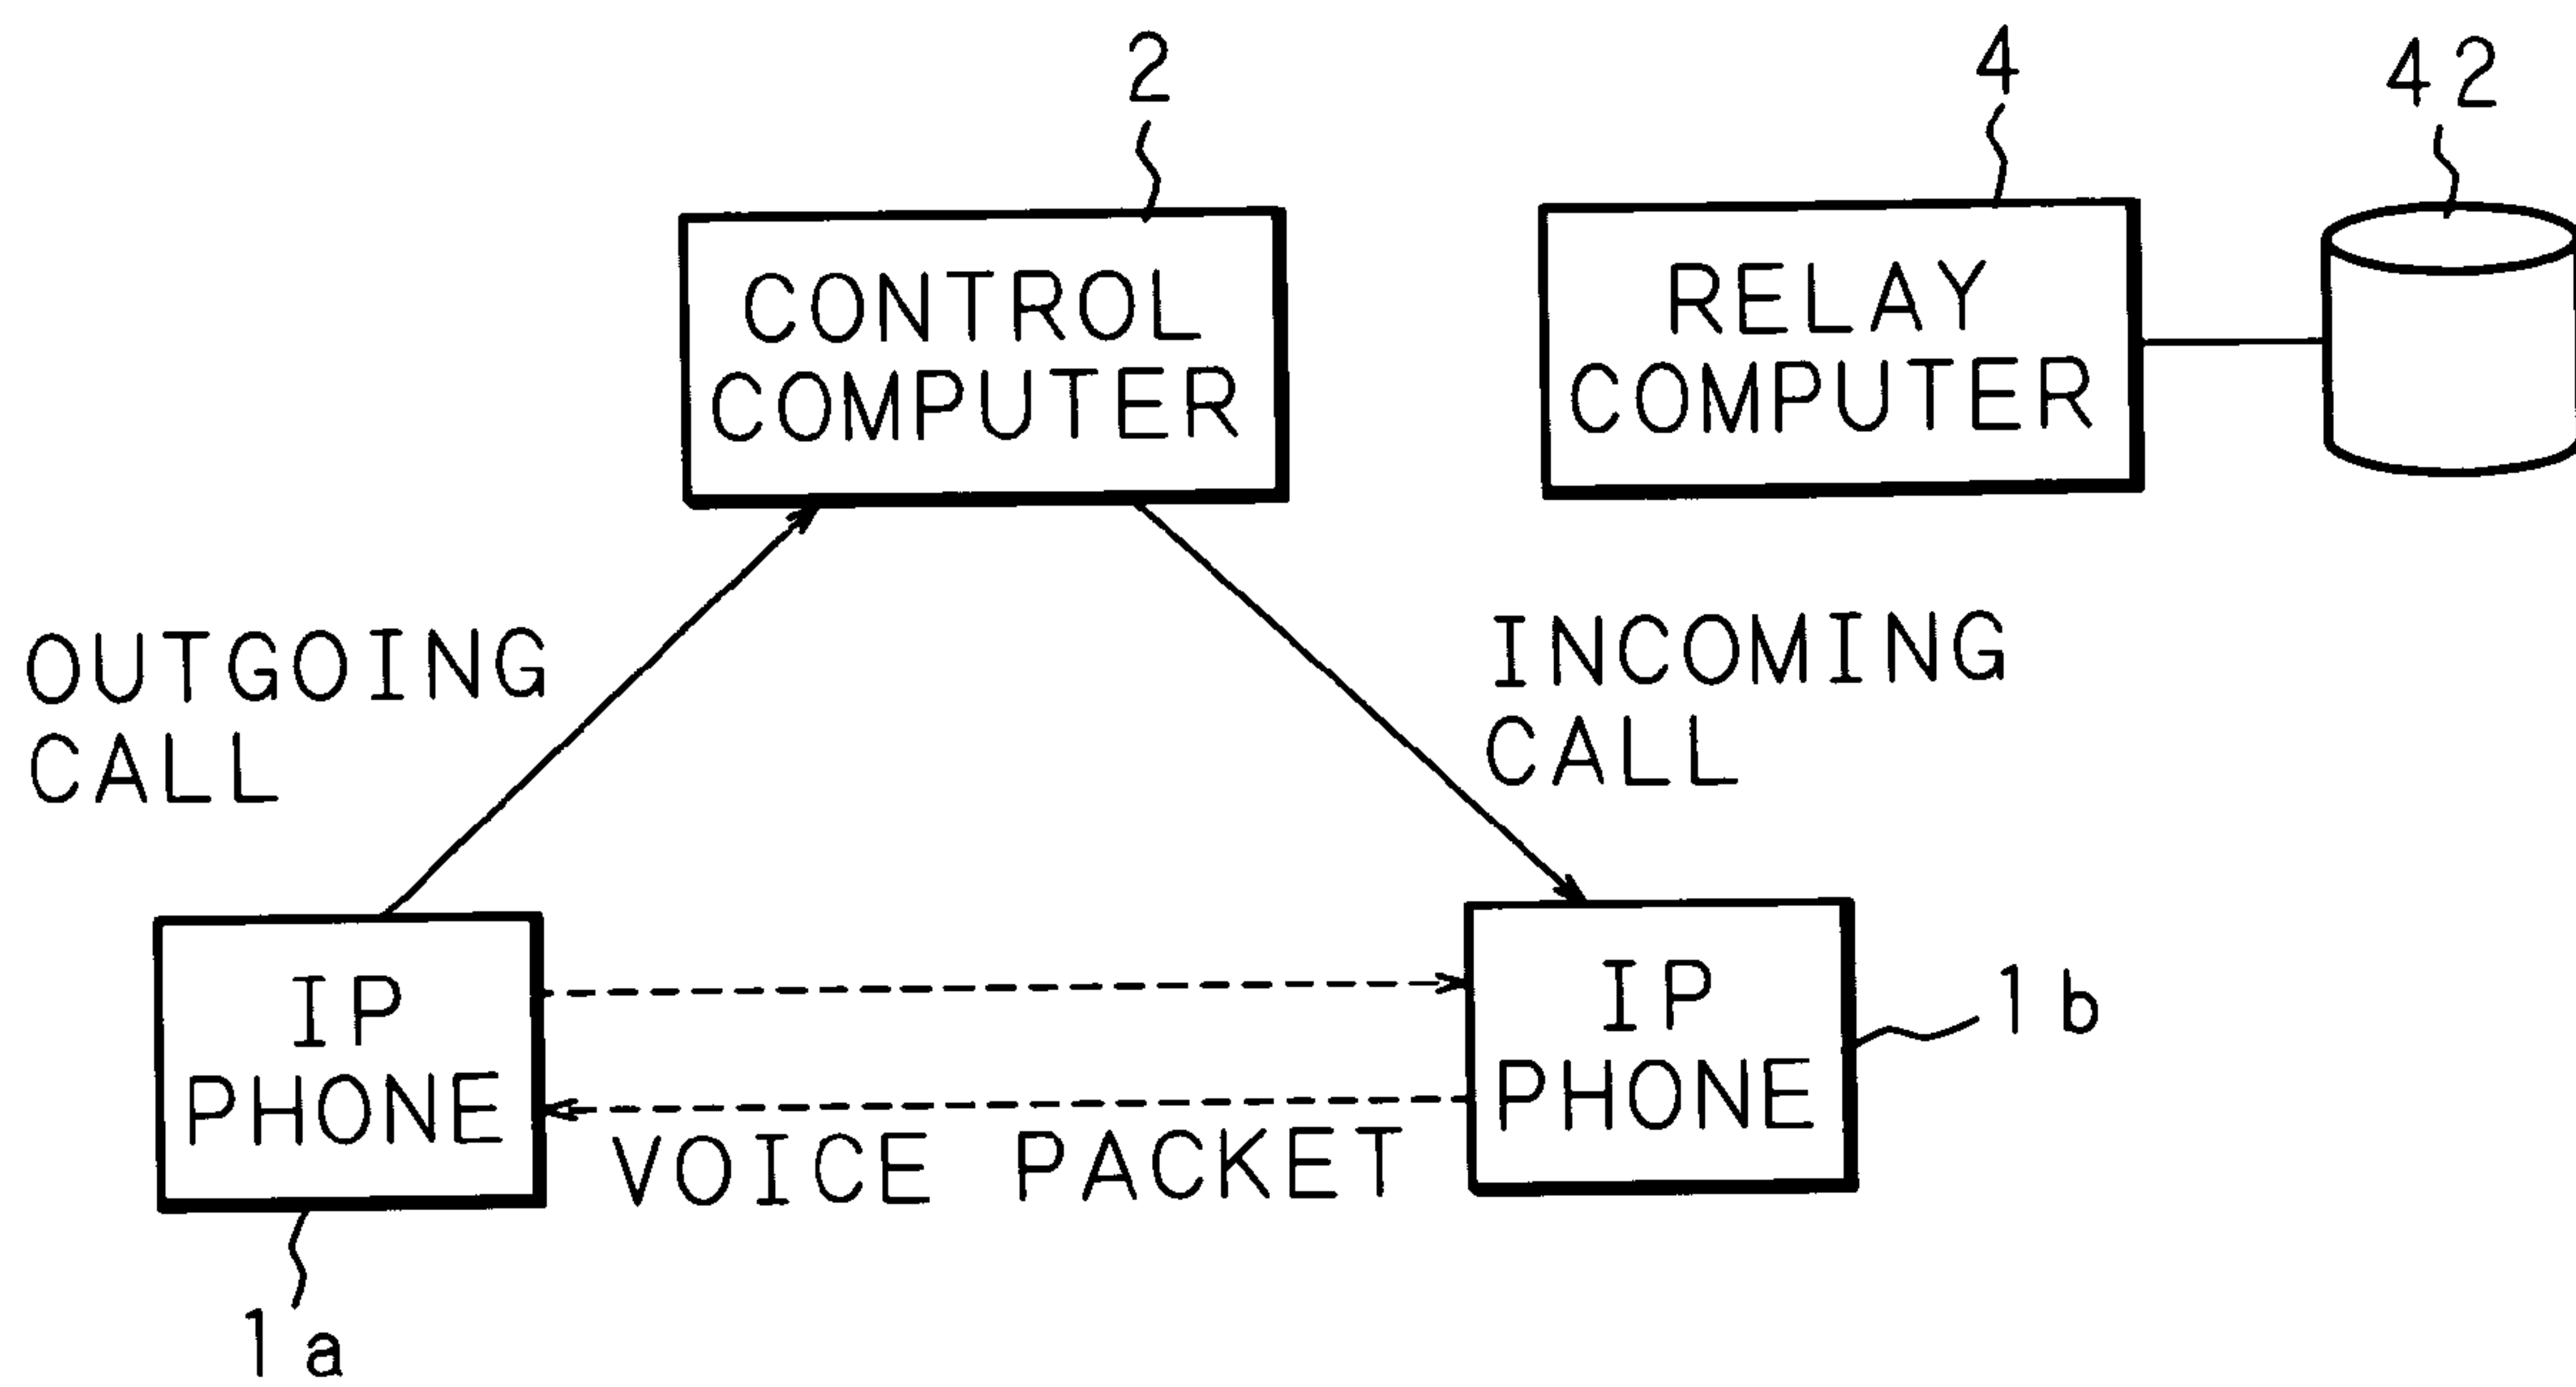 2
4
42
CONTROL
COMPUTER
RELAY
COMPUTER
OUTGOING
CALL
INCOMING
CALL
IP
PHONE
IP
PHONE
1b
VOICE PACKET
1a